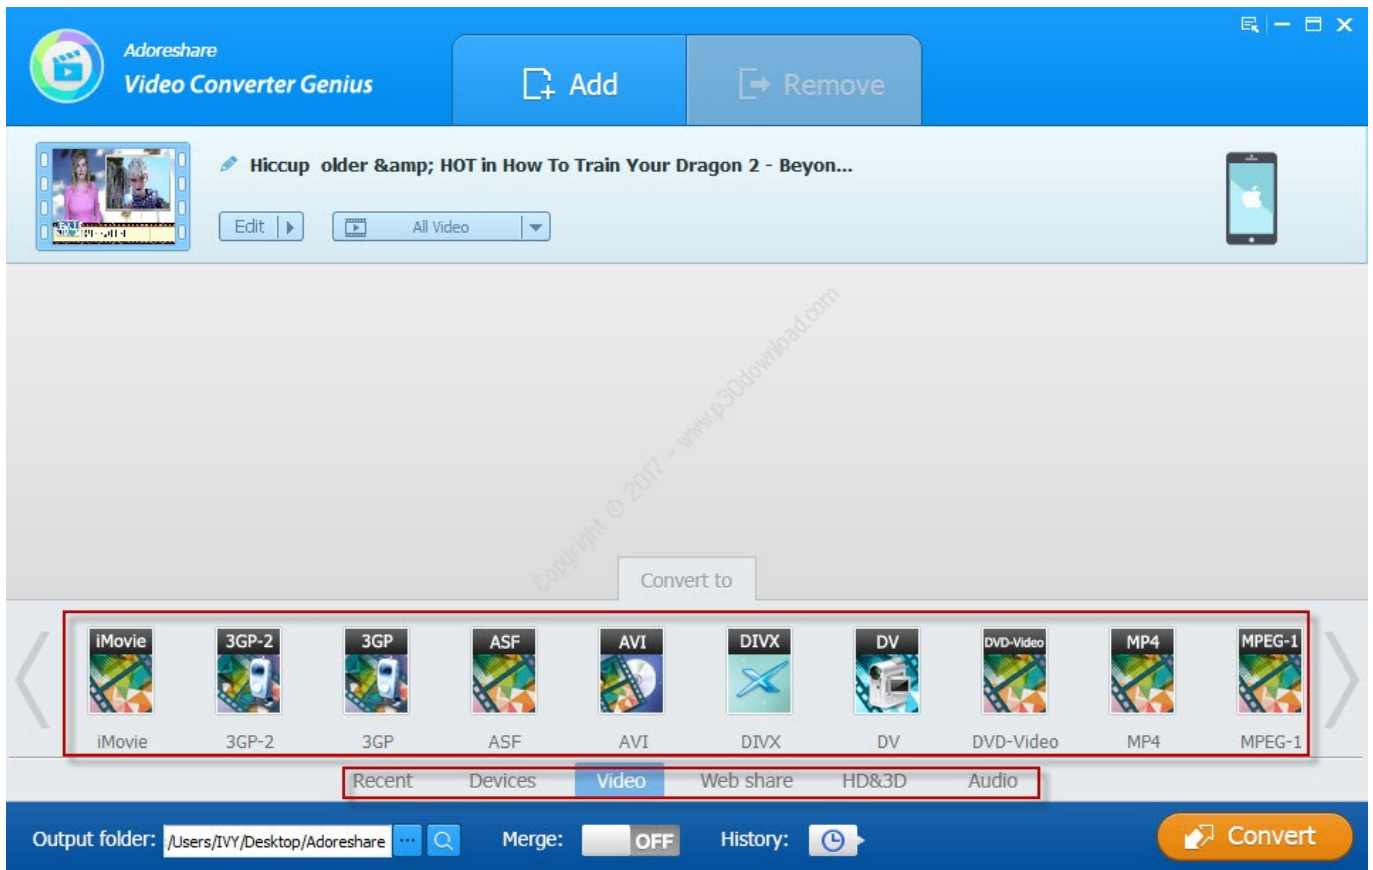 Adoreshare
Video Converter Genius
Add
Remove
Hiccup older &amp; HOT in How To Train Your Dragon 2 - Beyon...
Edit
All Video
Copyright © 2017 - www.p30download.com
Convert to
iMovie 3GP-2 3GP ASF AVI DIVX DV DVD-Video MP4 MPEG-1
iMovie 3GP-2 3GP ASF AVI DIVX DV DVD-Video MP4 MPEG-1
Recent Devices Video Web share HD&3D Audio
Output folder: :/Users/IVY/Desktop/Adoreshare ... Merge: OFF History: Convert